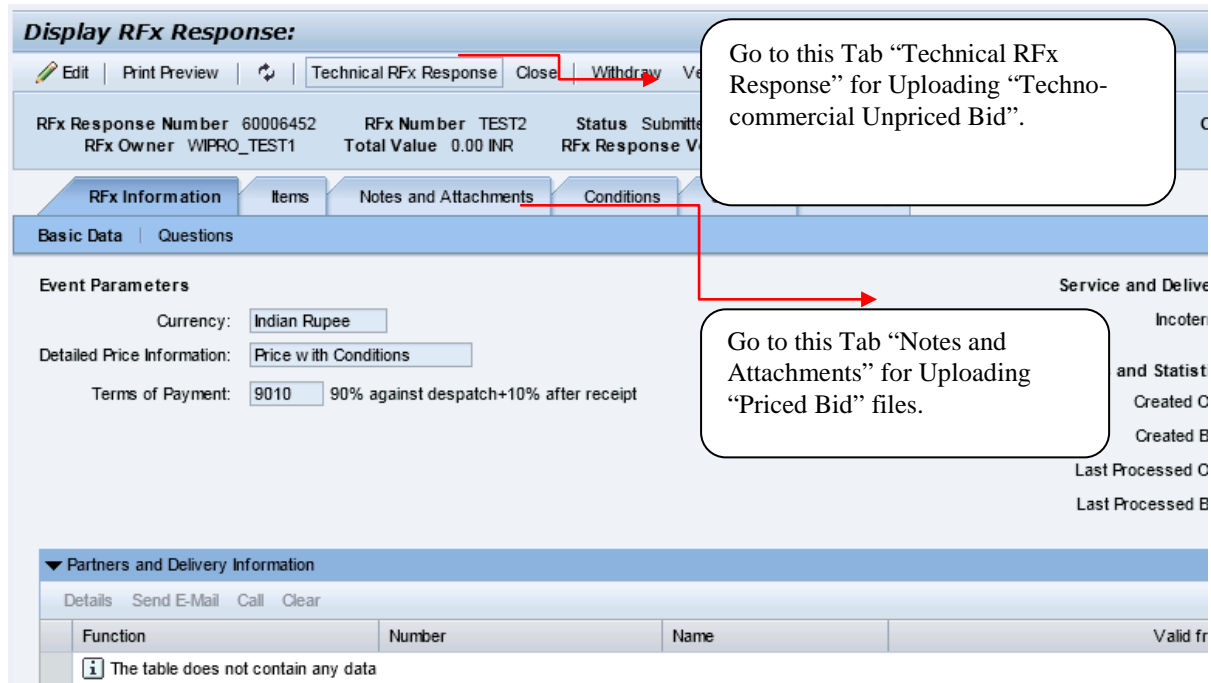 Display RFx Response:
Edit | Print Preview | | Technical RFx Response Close | Withdraw
Go to this Tab “Technical RFx
Response” for Uploading “Techno-
commercial Unpriced Bid”.
RFx Response Number 60006452 RFx Number TEST2 Status
RFx Owner WIPRO_TEST1 Total Value 0.00 INR RFx Response
RFx Information Items Notes and Attachments Conditions
Basic Data | Questions
Event Parameters
Service and
Currency: Indian Rupee
Detailed Price Information: Price with Conditions
Terms of Payment: 9010 90% against despatch+10% after receipt
Go to this Tab “Notes and
Attachments” for Uploading
“Priced Bid” files.
and
Created
Created
Last Processed
Last Processed
Partners and Delivery Information
Details Send E-Mail Call Clear
Function Number Name Valid
i The table does not contain any data